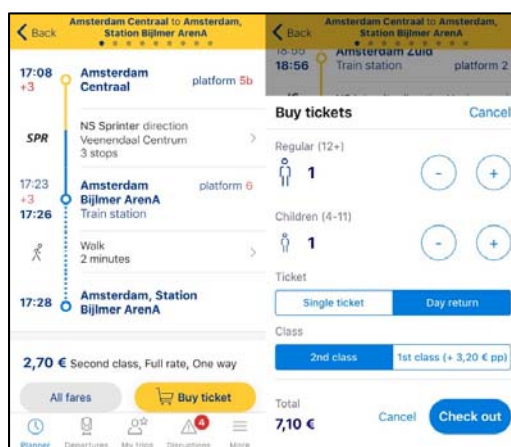 Back
Amsterdam Centraal to Amsterdam,
Station Bijlmer ArenA
17:08
+3
Amsterdam
Centraal
platform 5b
SPR
NS Sprinter direction
Veenendaal Centrum
3 stops
17:23
+3
17:26
Amsterdam
Bijlmer ArenA
Train station
platform 6
Walk
2 minutes
17:28
Amsterdam, Station
Bijlmer ArenA
2,70 € Second class, Full rate, One way
All fares
Buy ticket
4
Planner
Departures
My trips
Disruptions
More
Back
Amsterdam Centraal to Amsterdam,
Station Bijlmer ArenA
18:55
Amsterdam Zuid
18:56
Train station
platform 2
Buy tickets
Cancel
Regular (12+)
1
-
+
Children (4-11)
1
-
+
Ticket
Single ticket
Day return
Class
2nd class
1st class (+ 3,20 € pp)
Total
7,10 €
Cancel
Check out